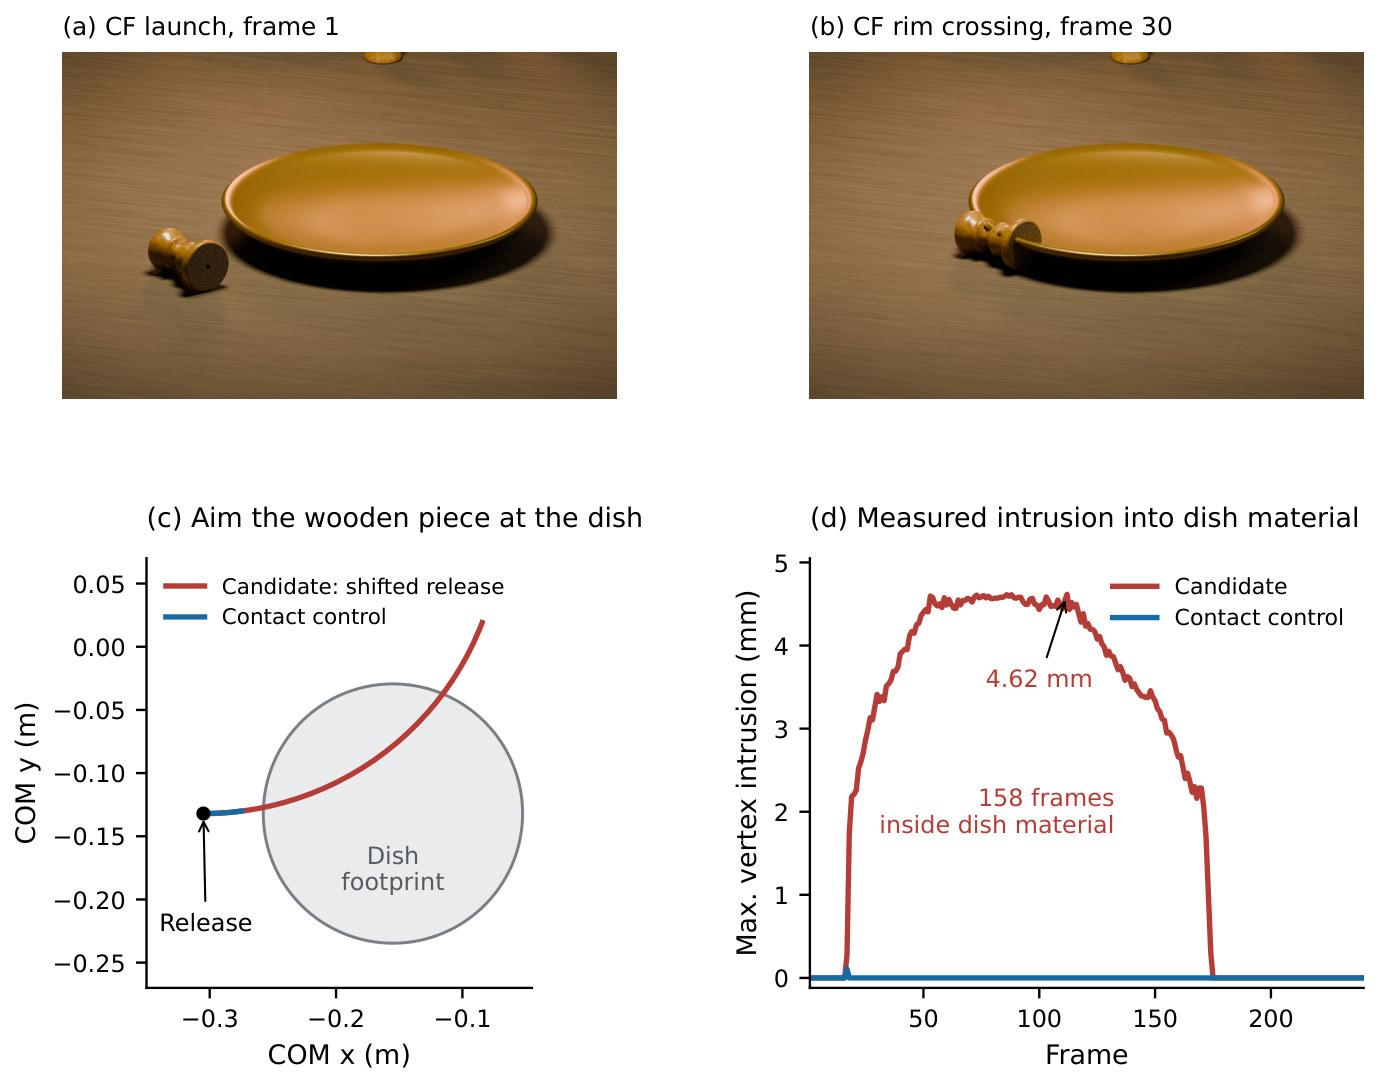 (a) CF launch, frame 1
(b) CF rim crossing, frame 30
(c) Aim the wooden piece at the dish
Candidate: shifted release
Contact control
0.05
0.00
−0.05
−0.10
−0.15
−0.20
−0.25
COM y (m)
Dish
footprint
Release
−0.3
−0.2
−0.1
COM x (m)
(d) Measured intrusion into dish material
Candidate
Contact control
5
4
3
2
1
0
Max. vertex intrusion (mm)
4.62 mm
158 frames
inside dish material
50
100
150
200
Frame